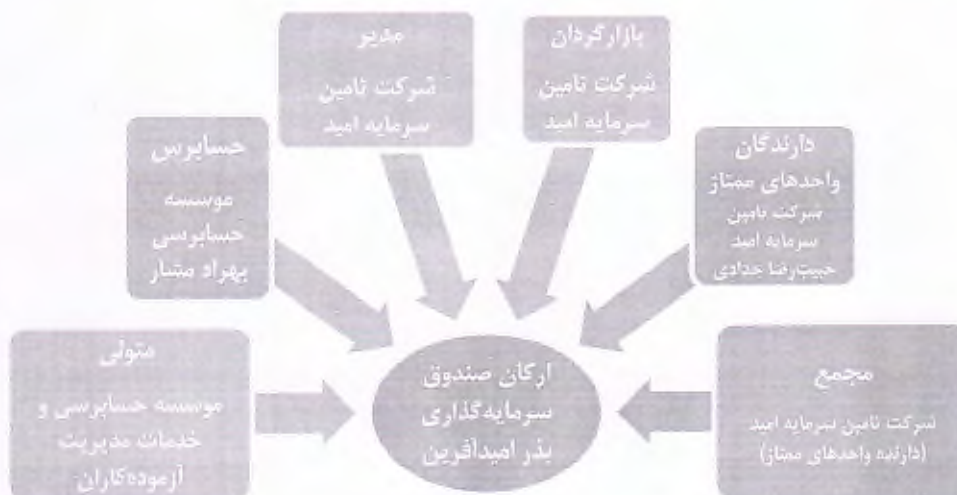 بازارگردان
شرکت تامین
سرمایه امید
مدیر
شرکت تامین
سرمایه امید
دارندگان
واحدهای ممتاز
شرکت تامین
سرمایه امید
حبیب‌رضا حدادی
حسابرس
موسسه
حسابرسی
بهراد مشار
مجمع
شرکت تامین سرمایه امید
(دارنده واحدهای ممتاز)
ارکان صندوق
سرمایه‌گذاری
بذر امیدآفرین
متولی
موسسه حسابرسی و
خدمات مدیریت
آزموده‌کاران